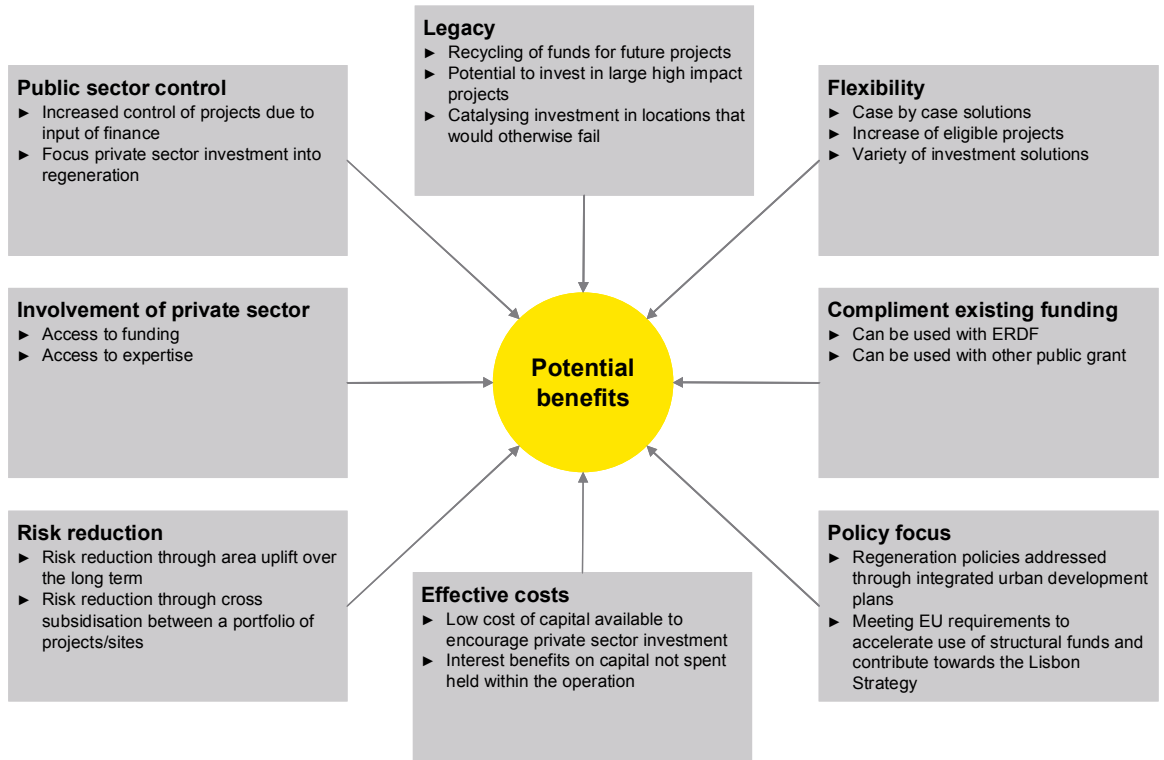 Legacy
► Recycling of funds for future projects
► Potential to invest in large high impact
projects
► Catalysing investment in locations that
would otherwise fail
Public sector control
► Increased control of projects due to
input of finance
► Focus private sector investment into
regeneration
Flexibility
► Case by case solutions
► Increase of eligible projects
► Variety of investment solutions
Involvement of private sector
► Access to funding
► Access to expertise
Potential
benefits
Compliment existing funding
► Can be used with ERDF
► Can be used with other public grant
Risk reduction
► Risk reduction through area uplift over
the long term
► Risk reduction through cross
subsidisation between a portfolio of
projects/sites
Effective costs
► Low cost of capital available to
encourage private sector investment
► Interest benefits on capital not spent
held within the operation
Policy focus
► Regeneration policies addressed
through integrated urban development
plans
► Meeting EU requirements to
accelerate use of structural funds and
contribute towards the Lisbon
Strategy